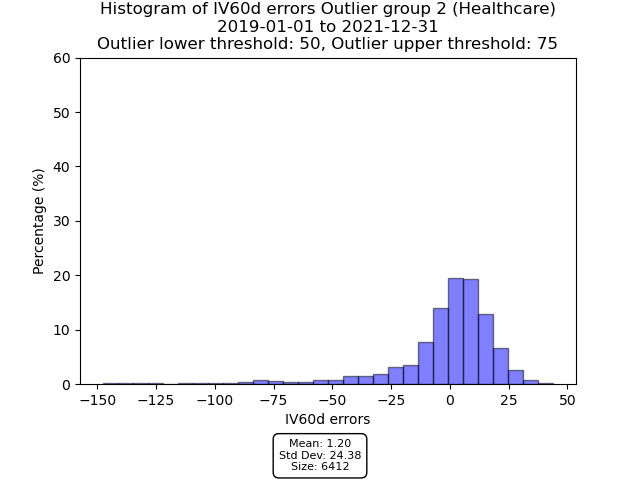 Histogram of IV60d errors Outlier group 2 (Healthcare)
2019-01-01 to 2021-12-31
Outlier lower threshold: 50, Outlier upper threshold: 75
60
50
40
30
20
10
0
Percentage (%)
−150 −125 −100 −75 −50 −25 0 25 50
IV60d errors
Mean: 1.20
Std Dev: 24.38
Size: 6412